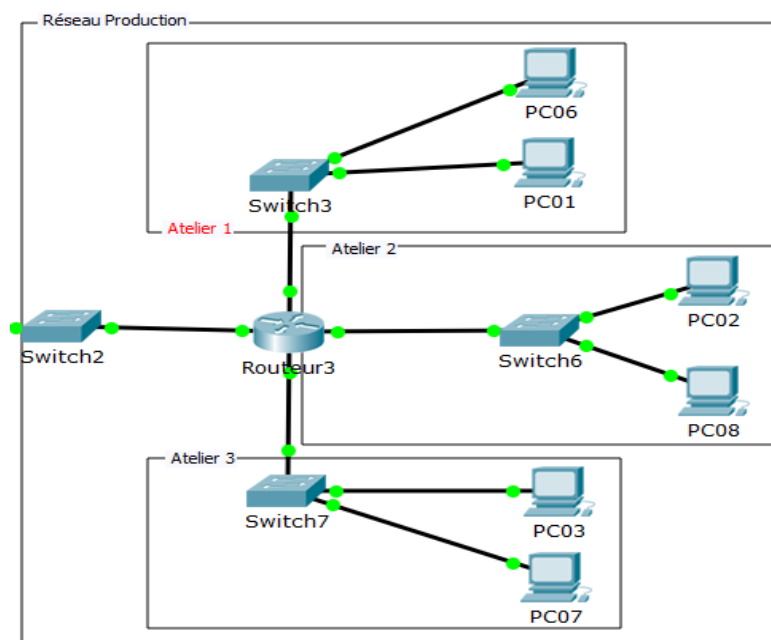 Réseau Production
PC06
PC01
Switch3
Atelier 1
Atelier 2
PC02
Switch2
Routeur3
Switch6
PC08
Atelier 3
Switch7
PC03
PC07